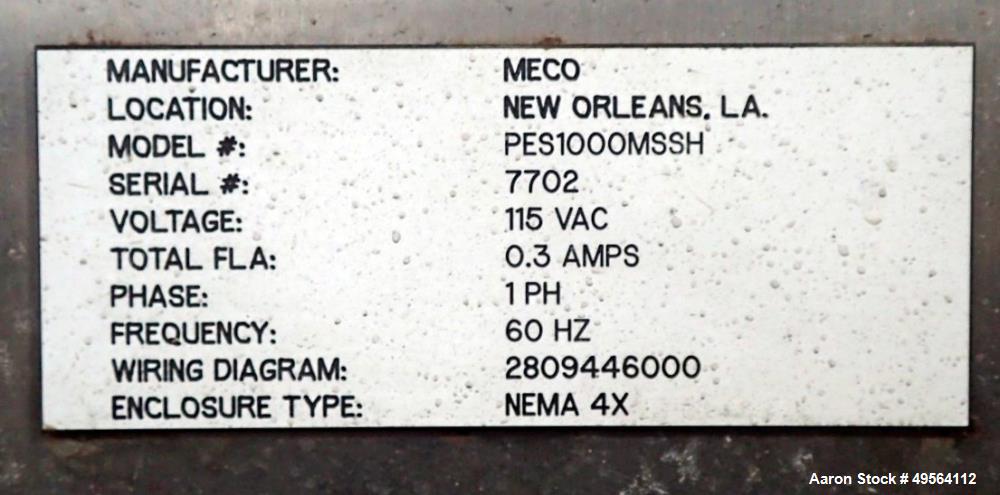 MANUFACTURER: MECO
LOCATION: NEW ORLEANS, LA.
MODEL #: PES1000MSSH
SERIAL #: 7702
VOLTAGE: 115 VAC
TOTAL FLA: 0.3 AMPS
PHASE: 1 PH
FREQUENCY: 60 HZ
WIRING DIAGRAM: 2809446000
ENCLOSURE TYPE: NEMA 4X
Aaron Stock # 49564112